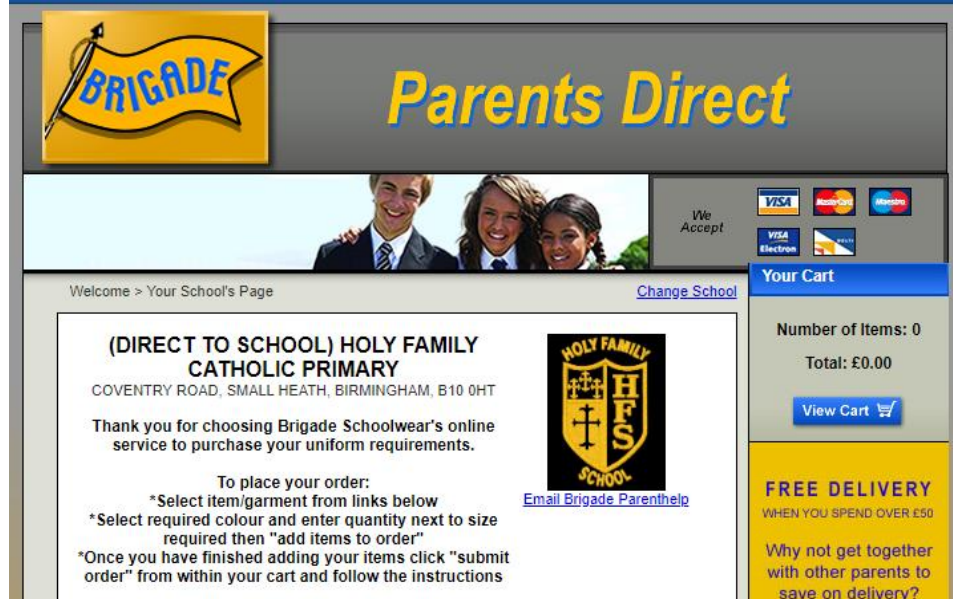 BRIGADE
Parents Direct
We
Accept
VISA
MasterCard
Maestro
VISA
Electron
DELTA
Welcome > Your School's Page
Change School
(DIRECT TO SCHOOL) HOLY FAMILY
CATHOLIC PRIMARY
COVENTRY ROAD, SMALL HEATH, BIRMINGHAM, B10 0HT
Thank you for choosing Brigade Schoolwear's online
service to purchase your uniform requirements.
To place your order:
*Select item/garment from links below
*Select required colour and enter quantity next to size
required then "add items to order"
*Once you have finished adding your items click "submit
order" from within your cart and follow the instructions
HOLY FAMILY
HFS
SCHOOL
Email Brigade Parenthelp
Your Cart
Number of Items: 0
Total: £0.00
View Cart
FREE DELIVERY
WHEN YOU SPEND OVER £50
Why not get together
with other parents to
save on delivery?